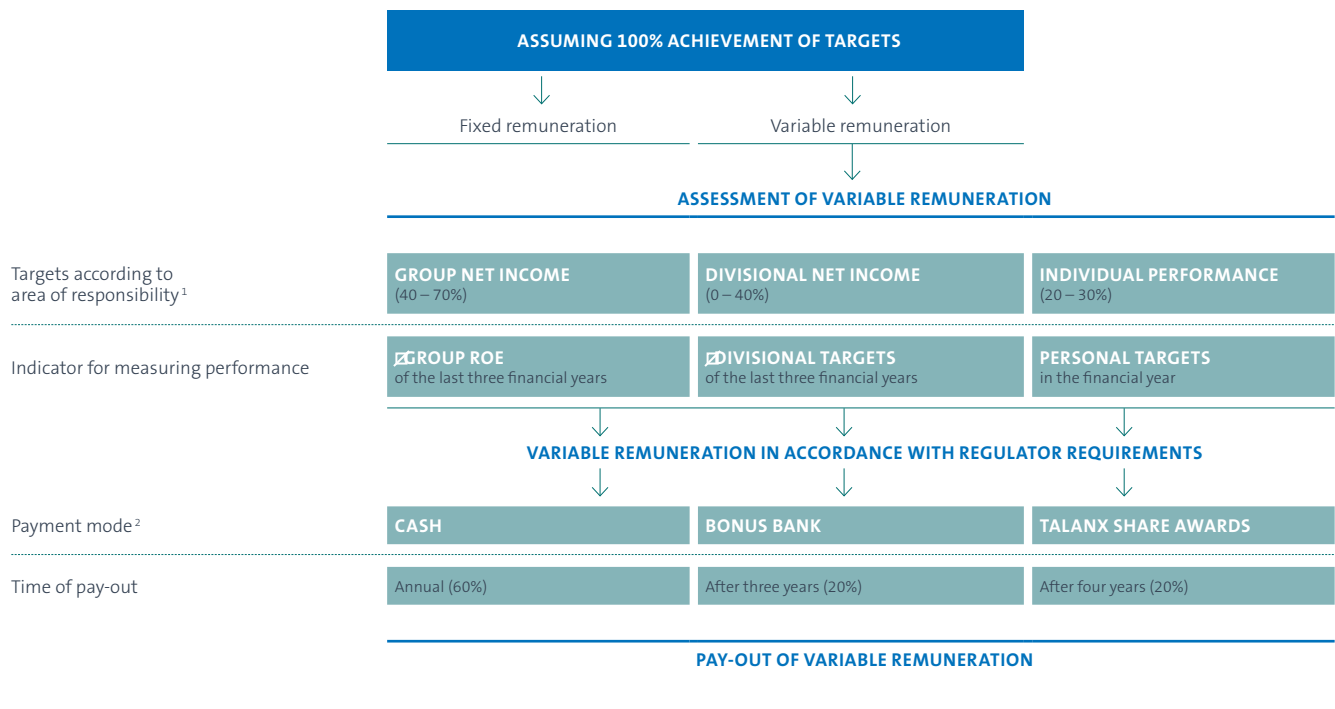 ASSUMING 100% ACHIEVEMENT OF TARGETS
Fixed remuneration
Variable remuneration
ASSESSMENT OF VARIABLE REMUNERATION
Targets according to
area of responsibility 1
GROUP NET INCOME
(40 – 70%)
DIVISIONAL NET INCOME
(0 – 40%)
INDIVIDUAL PERFORMANCE
(20 – 30%)
Indicator for measuring performance
GROUP ROE
of the last three financial years
DIVISIONAL TARGETS
of the last three financial years
PERSONAL TARGETS
in the financial year
VARIABLE REMUNERATION IN ACCORDANCE WITH REGULATOR REQUIREMENTS
Payment mode 2
CASH
BONUS BANK
TALANX SHARE AWARDS
Time of pay-out
Annual (60%)
After three years (20%)
After four years (20%)
PAY-OUT OF VARIABLE REMUNERATION